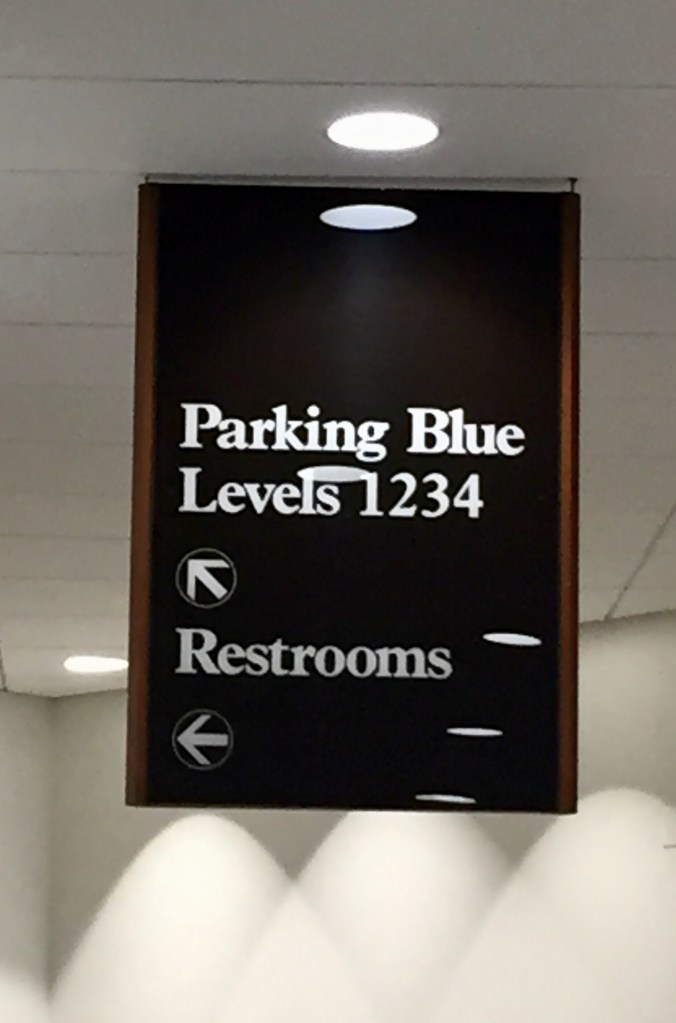 Parking Blue
Levels 1234
Restrooms